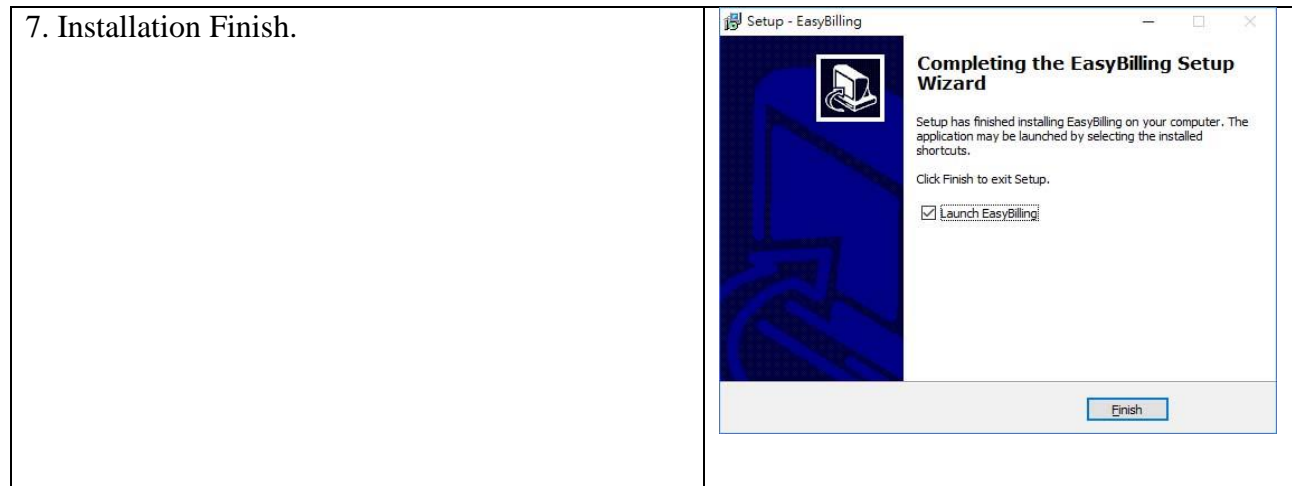 7. Installation Finish.
Setup - EasyBilling
Completing the EasyBilling Setup
Wizard
Setup has finished installing EasyBilling on your computer. The
application may be launched by selecting the installed
shortcuts.
Click Finish to exit Setup.
Launch EasyBilling
Finish